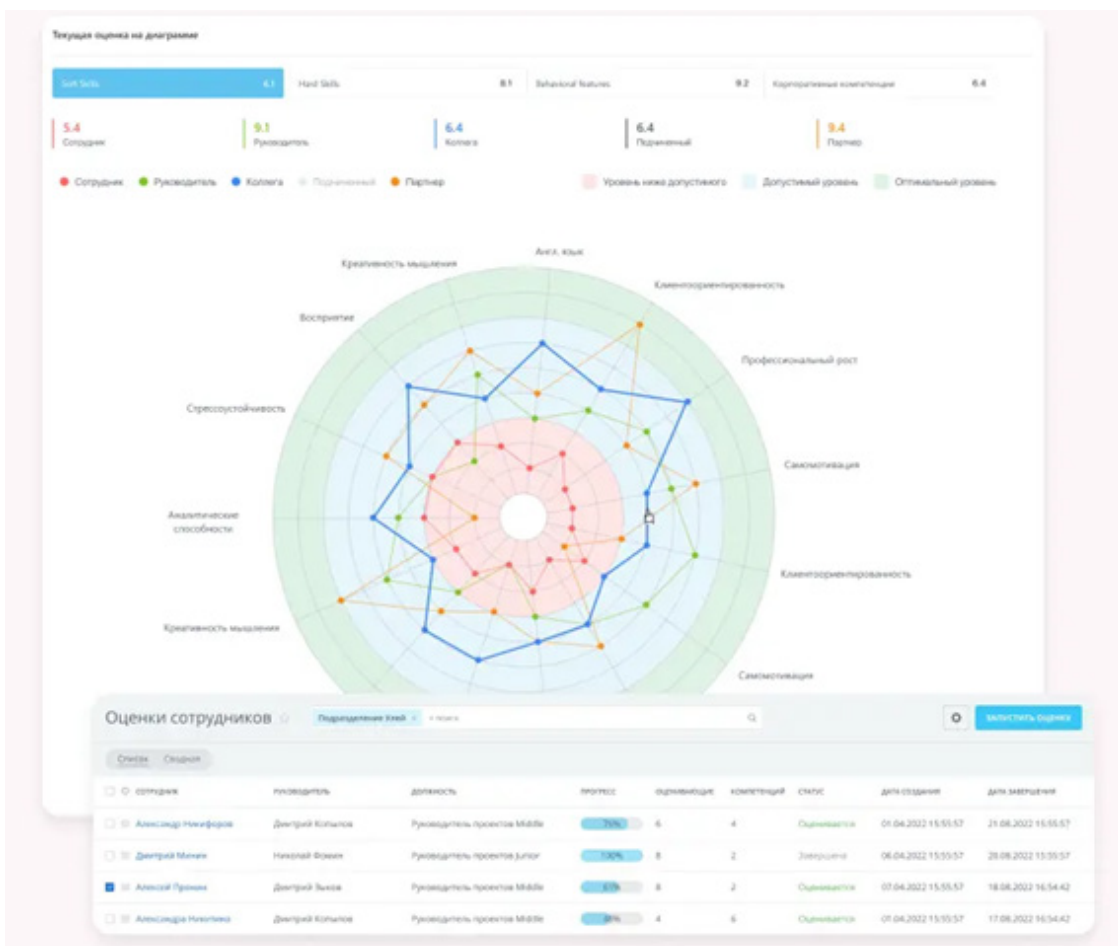 Текущая оценка на диаграмме
Soft Skills 6.1 Hard Skills 8.1 Behavioral features 9.2 Корпоративные компетенции 6.4
5.4 9.1 6.4 6.4 9.4
Сотрудник Руководитель Коллега Подчиненный Партнер
Сотрудник Руководитель Коллега Подчиненный Партнер Уровень ниже допустимого Допустимый уровень Оптимальный уровень
Англ. язык
Креативность мышления
Клиентоориентированность
Восприятие
Профессиональный рост
Стрессоустойчивость
Самомотивация
Аналитические
способности
Клиентоориентированность
Креативность мышления
Самомотивация
Оценки сотрудников Подразделение Клей × + поиск ЗАПУСТИТЬ ОЦЕНКУ
Список Сводная
СОТРУДНИК РУКОВОДИТЕЛЬ ДОЛЖНОСТЬ ПРОГРЕСС ОЦЕНИВАЮЩИЕ КОМПЕТЕНЦИЙ СТАТУС ДАТА СОЗДАНИЯ ДАТА ЗАВЕРШЕНИЯ
Александр Никифоров Дмитрий Копылов Руководитель проектов Middle 75% 6 4 Оценивается 01.04.2022 15:55:57 21.08.2022 15:55:57
Дмитрий Минин Николай Фомин Руководитель проектов Junior 100% 8 2 Завершена 06.04.2022 15:55:57 20.08.2022 15:55:57
Алексей Пронин Дмитрий Зыков Руководитель проектов Middle 61% 8 2 Оценивается 07.04.2022 15:55:57 18.08.2022 16:54:42
Александра Никитина Дмитрий Копылов Руководитель проектов Middle 4 6 Оценивается 01.04.2022 15:55:57 17.08.2022 16:54:42